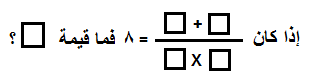 إذا كان (□ + □) / (□ X □) = ٨ فما قيمة □ ؟